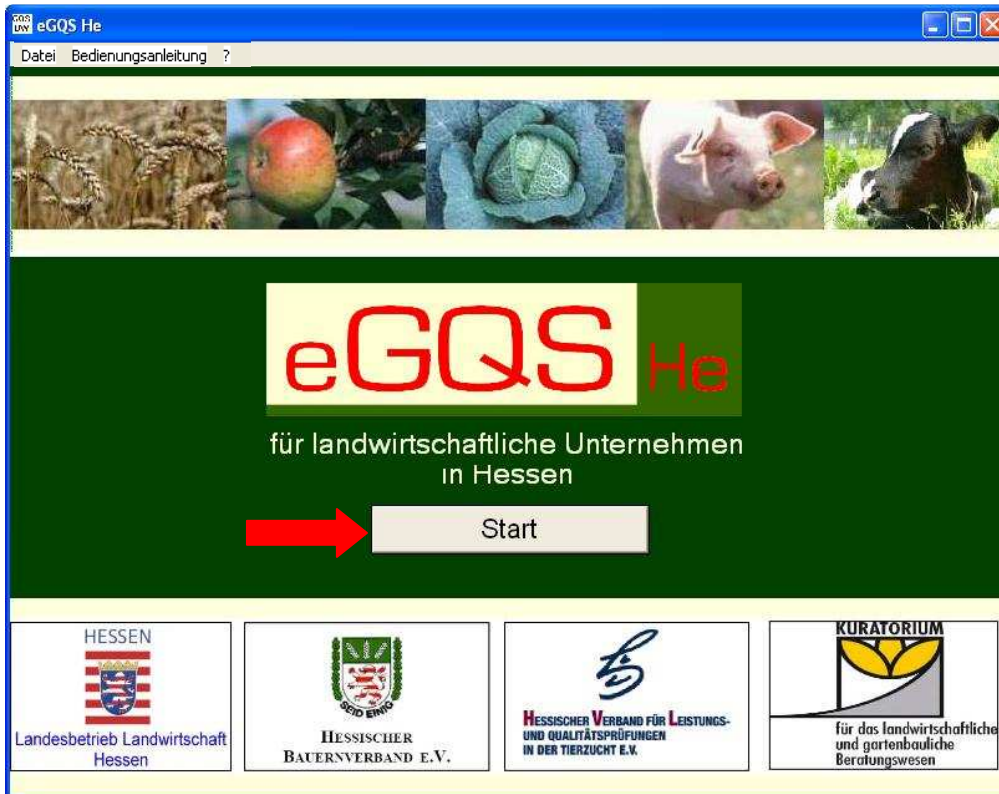 GQS
eGQS He
Datei Bedienungsanleitung ?
eGQS He
für landwirtschaftliche Unternehmen
in Hessen
Start
HESSEN
Landesbetrieb Landwirtschaft
Hessen
SEID EINIG
HESSISCHER
BAUERNVERBAND E.V.
HESSISCHER VERBAND FÜR LEISTUNGS-
UND QUALITÄTSPRÜFUNGEN
IN DER TIERZUCHT E.V.
KURATORIUM
für das landwirtschaftliche
und gartenbauliche
Beratungswesen